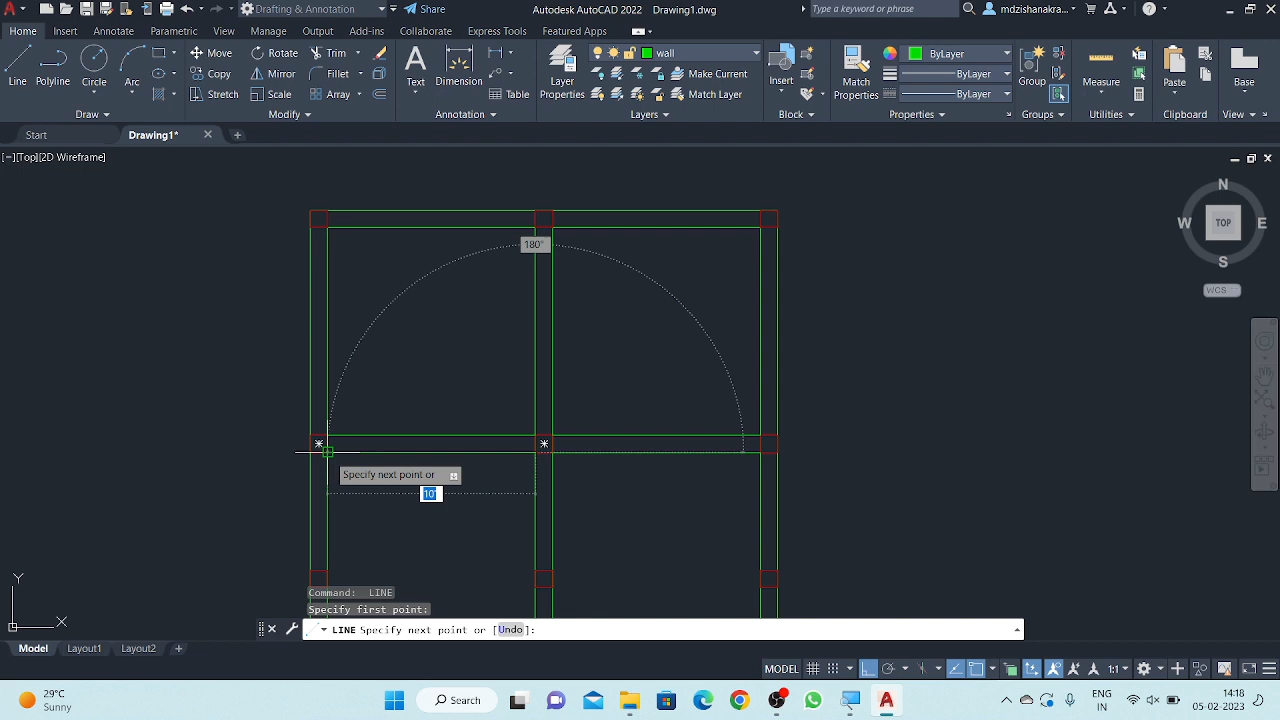 Drafting & Annotation
Share
Autodesk AutoCAD 2022 Drawing1.dwg
Type a keyword or phrase
mdzishanakra...
Home Insert Annotate Parametric View Manage Output Add-ins Collaborate Express Tools Featured Apps
Line Polyline Circle Arc
Move Rotate Trim
Copy Mirror Fillet
Stretch Scale Array
Text Dimension Table
Layer Properties
wall
Make Current
Match Layer
Insert
Match Properties
ByLayer
ByLayer
ByLayer
Group
Measure
Paste
Base
Draw Modify Annotation Layers Block Properties Groups Utilities Clipboard View
Start Drawing1*
[−][Top][2D Wireframe]
N
W TOP E
S
WCS
180°
Specify next point or
10'
Y
X
Command: LINE
Specify first point:
LINE Specify next point or [Undo]:
Model Layout1 Layout2
MODEL
1:1
29°C
Sunny
Search
ENG
IN
14:18
05-02-2023